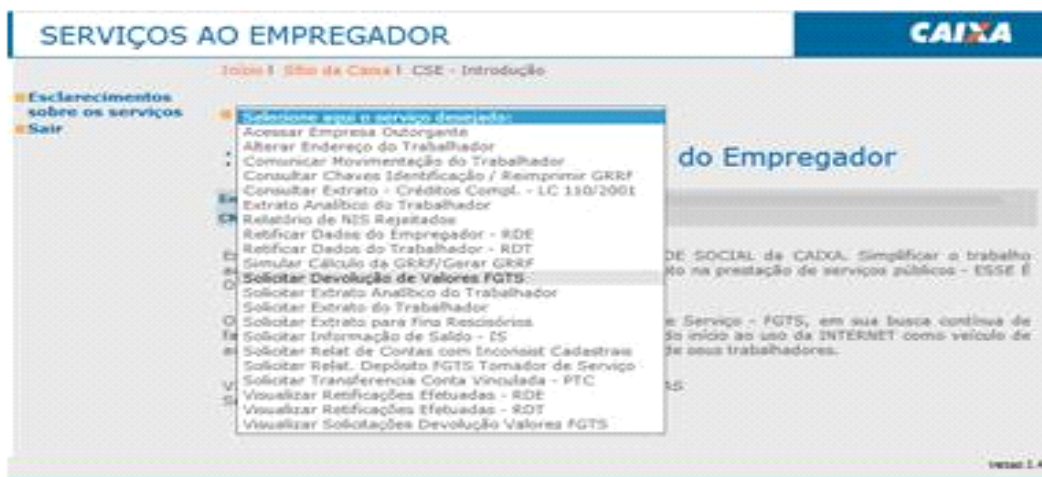 SERVIÇOS AO EMPREGADOR
CAIXA
Início | Sítio da Caixa | CSE - Introdução
Esclarecimentos
sobre os serviços
Sair
Selecione aqui o serviço desejado:
Acessar Empresa Outorgante
Alterar Endereço do Trabalhador
Comunicar Movimentação do Trabalhador
Consultar Chaves Identificação / Reimprimir GRRF
Consultar Extrato - Créditos Compl. - LC 110/2001
Extrato Analítico do Trabalhador
Relatório de NIS Rejeitados
Retificar Dados do Empregador - RDE
Retificar Dados do Trabalhador - RDT
Simular Cálculo da GRRF/Gerar GRRF
Solicitar Devolução de Valores FGTS
Solicitar Extrato Analítico do Trabalhador
Solicitar Extrato do Trabalhador
Solicitar Extrato para Fins Rescisórios
Solicitar Informação de Saldo - IS
Solicitar Relat de Contas com Inconsist Cadastrais
Solicitar Relat. Depósito FGTS Tomador de Serviço
Solicitar Transferencia Conta Vinculada - PTC
Visualizar Retificações Efetuadas - RDE
Visualizar Retificações Efetuadas - RDT
Visualizar Solicitações Devolução Valores FGTS
do Empregador
DE SOCIAL da CAIXA. Simplificar o trabalho
to na prestação de serviços públicos - ESSE É
O
e Serviço - FGTS, em sua busca contínua de
do início ao uso da INTERNET como veículo de
de seus trabalhadores.
AS